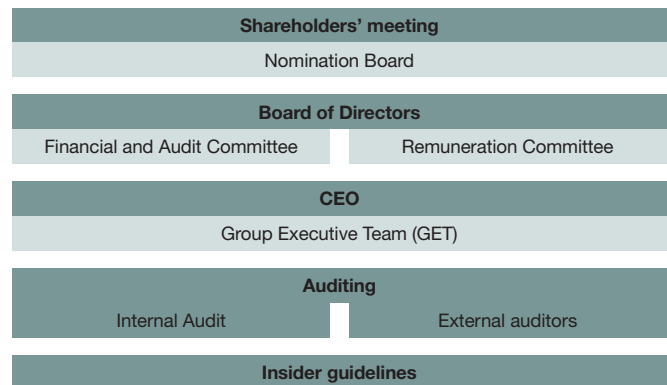 Shareholders’ meeting
Nomination Board
Board of Directors
Financial and Audit Committee
Remuneration Committee
CEO
Group Executive Team (GET)
Auditing
Internal Audit
External auditors
Insider guidelines